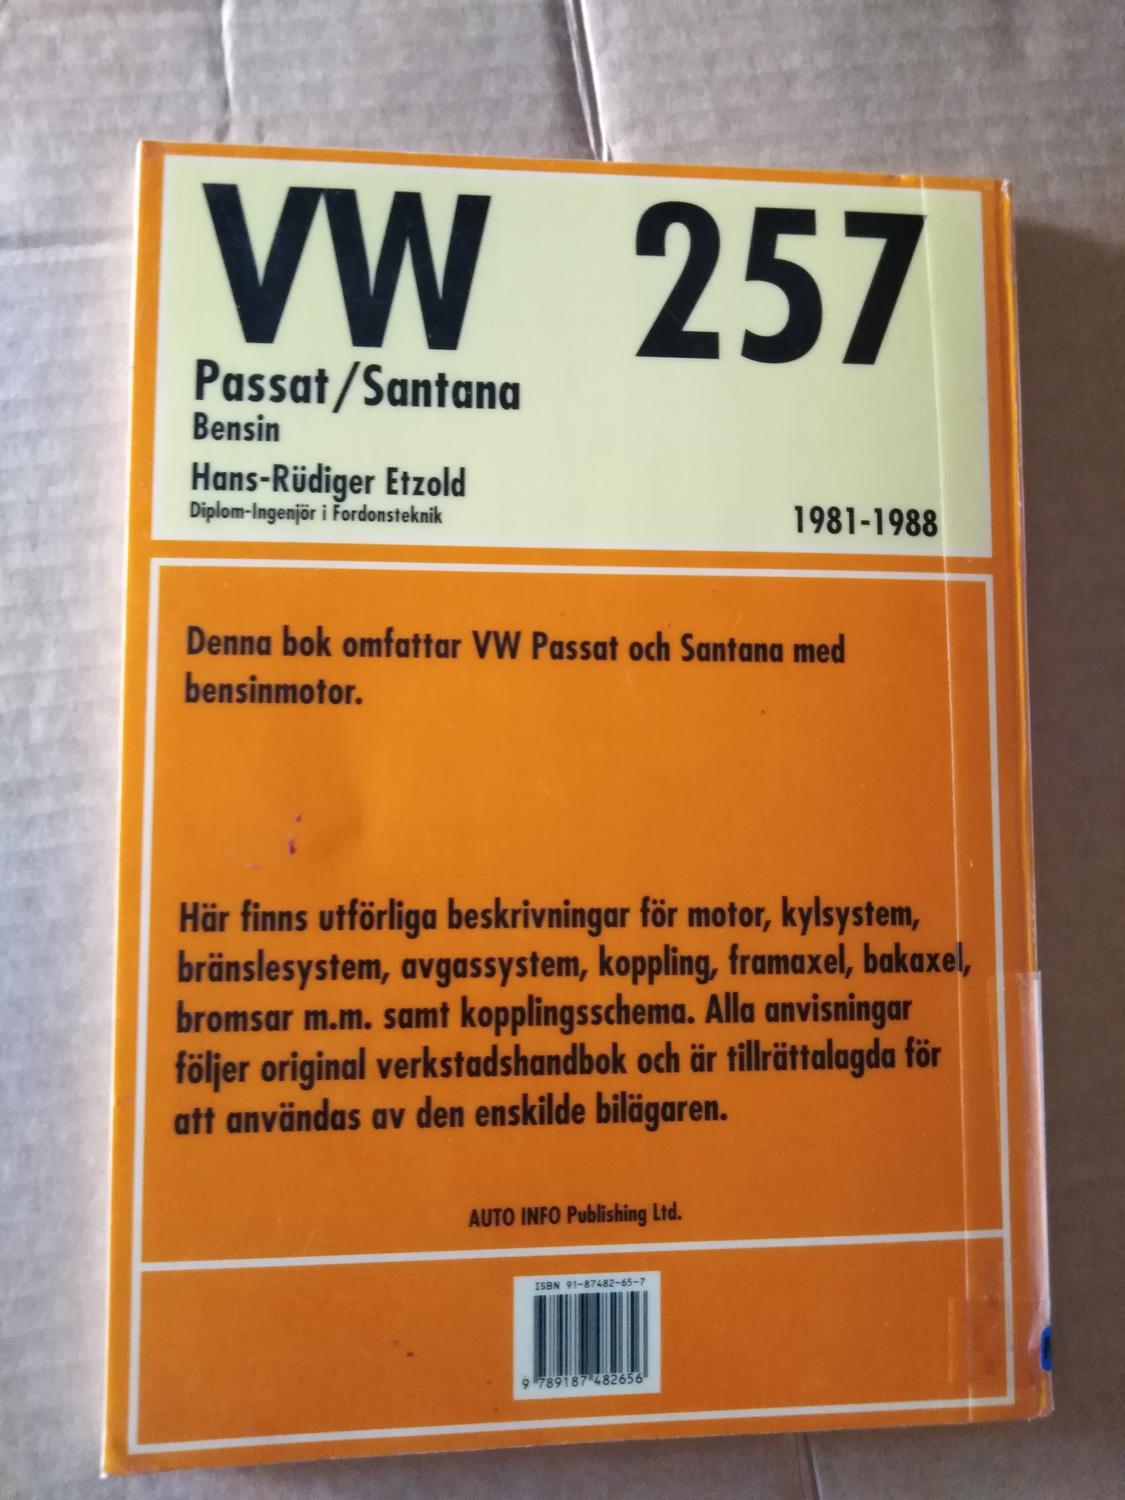 VW 257
Passat/Santana
Bensin
Hans-Rüdiger Etzold
Diplom-Ingenjör i Fordonsteknik
1981-1988
Denna bok omfattar VW Passat och Santana med
bensinmotor.
Här finns utförliga beskrivningar för motor, kylsystem,
bränslesystem, avgassystem, koppling, framaxel, bakaxel,
bromsar m.m. samt kopplingsschema. Alla anvisningar
följer original verkstadshandbok och är tillrättalagda för
att användas av den enskilde bilägaren.
AUTO INFO Publishing Ltd.
ISBN 91-87482-65-7
9 789187 482656